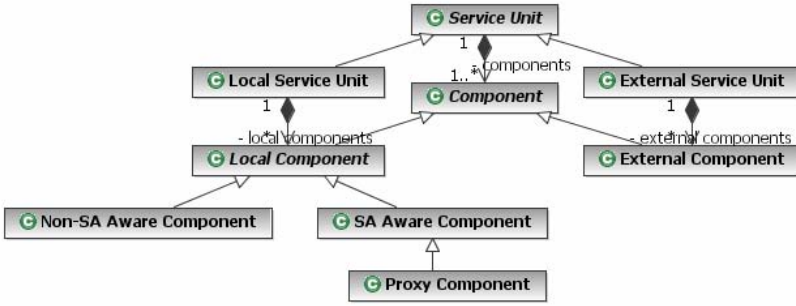 Service Unit
1
- components
Local Service Unit
1..*
External Service Unit
1
Component
1
- local components
*
- external components
*
Local Component
External Component
Non-SA Aware Component
SA Aware Component
Proxy Component